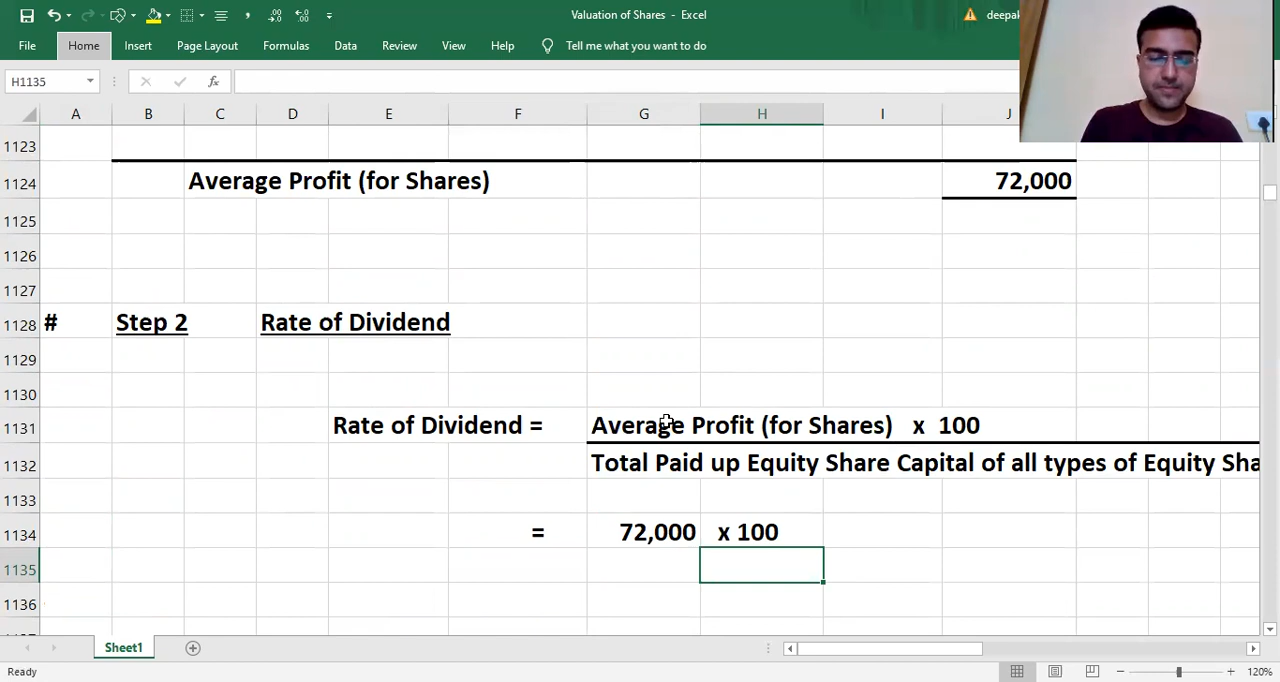 Valuation of Shares - Excel
deepak
File Home Insert Page Layout Formulas Data Review View Help Tell me what you want to do
H1135
fx
A B C D E F G H I J
1123
1124 Average Profit (for Shares) 72,000
1125
1126
1127
1128 # Step 2 Rate of Dividend
1129
1130
1131 Rate of Dividend = Average Profit (for Shares) x 100
1132 Total Paid up Equity Share Capital of all types of Equity Sha
1133
1134 = 72,000 x 100
1135
1136
Sheet1
Ready 120%